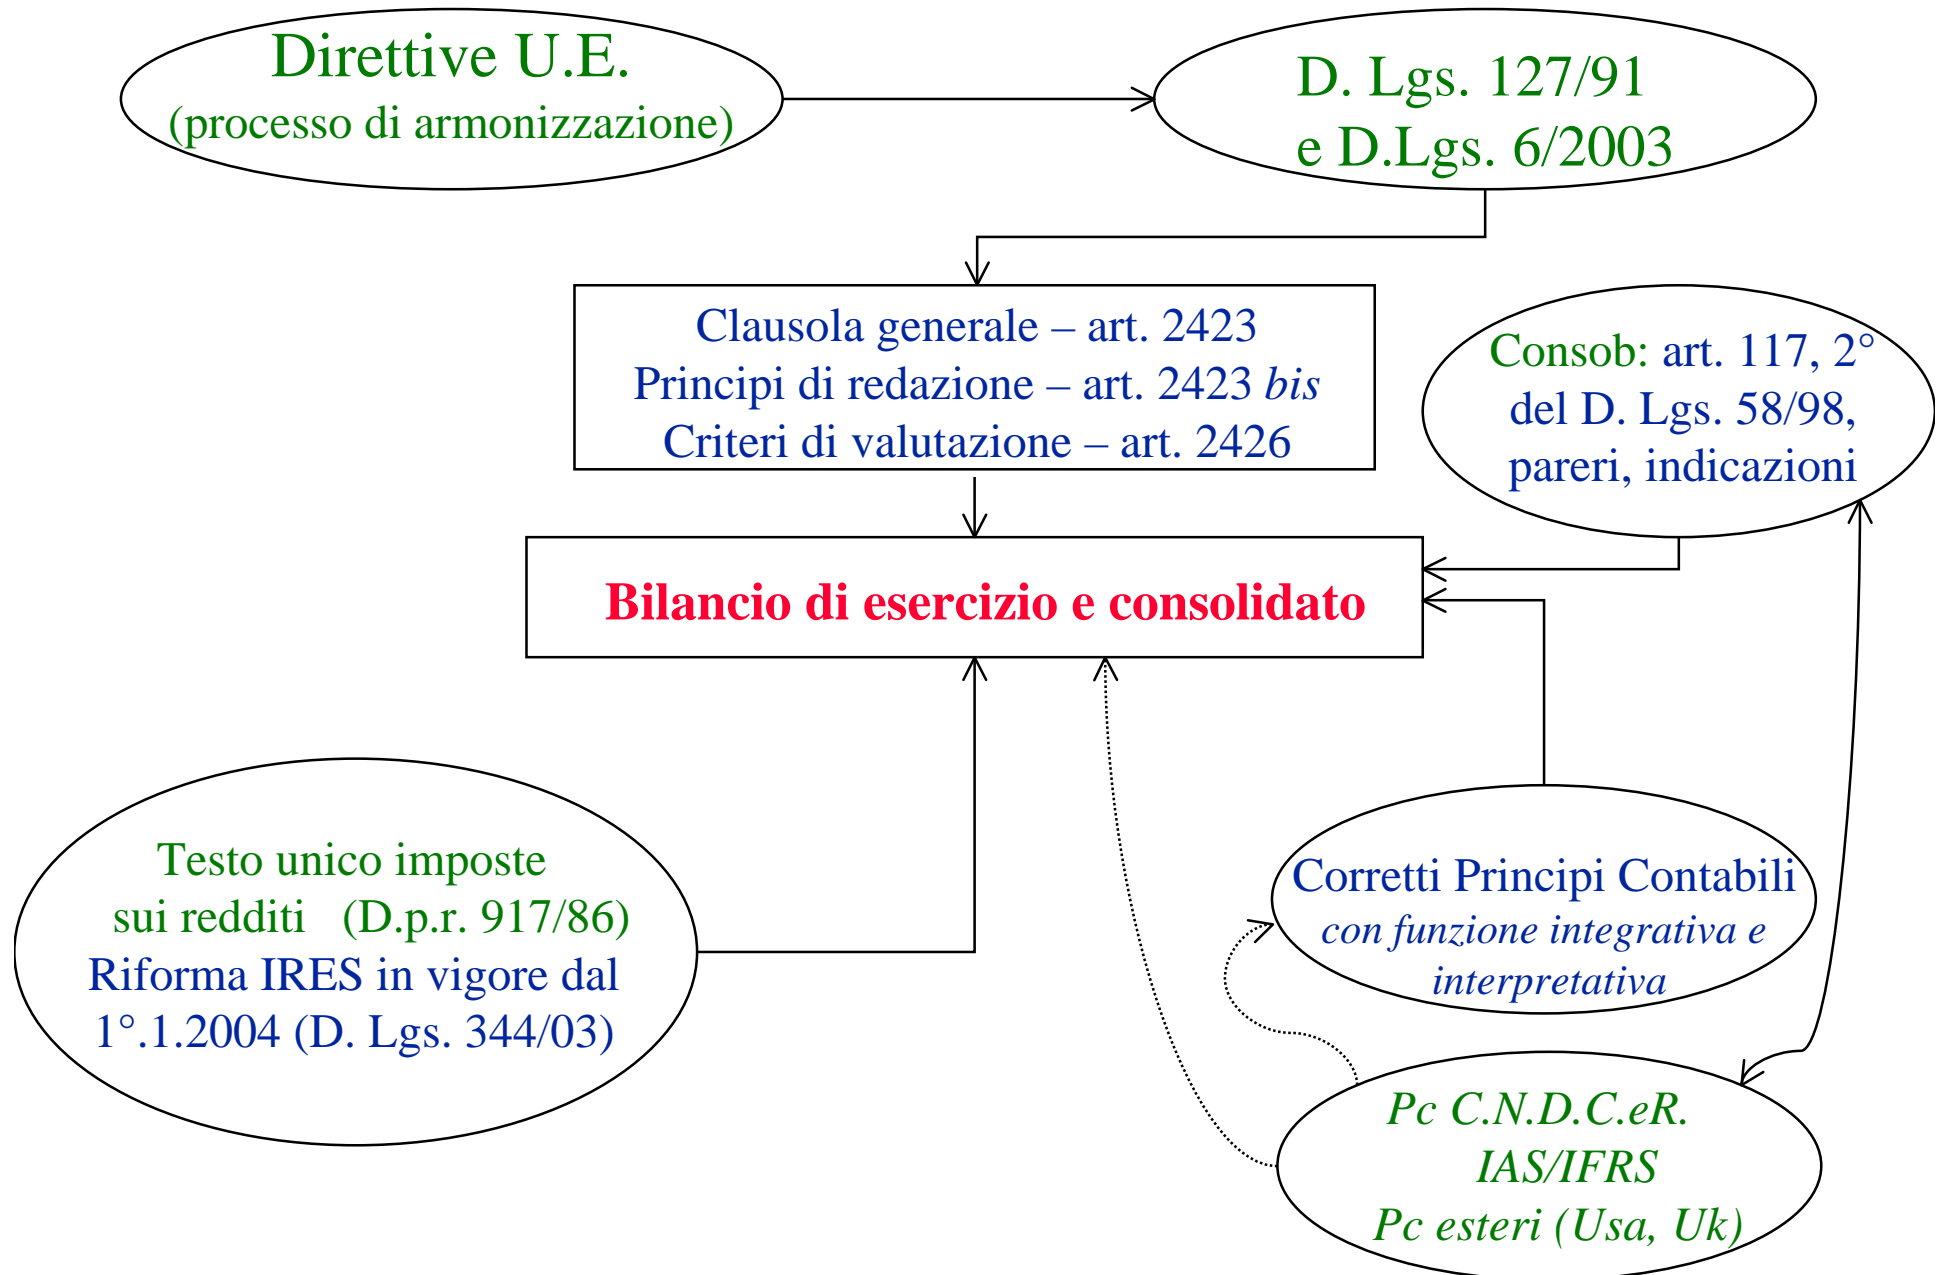 Direttive U.E.
(processo di armonizzazione)
D. Lgs. 127/91
e D.Lgs. 6/2003
Clausola generale – art. 2423
Principi di redazione – art. 2423 bis
Criteri di valutazione – art. 2426
Consob: art. 117, 2°
del D. Lgs. 58/98,
pareri, indicazioni
Bilancio di esercizio e consolidato
Testo unico imposte
sui redditi (D.p.r. 917/86)
Riforma IRES in vigore dal
1°.1.2004 (D. Lgs. 344/03)
Corretti Principi Contabili
con funzione integrativa e
interpretativa
Pc C.N.D.C.eR.
IAS/IFRS
Pc esteri (Usa, Uk)